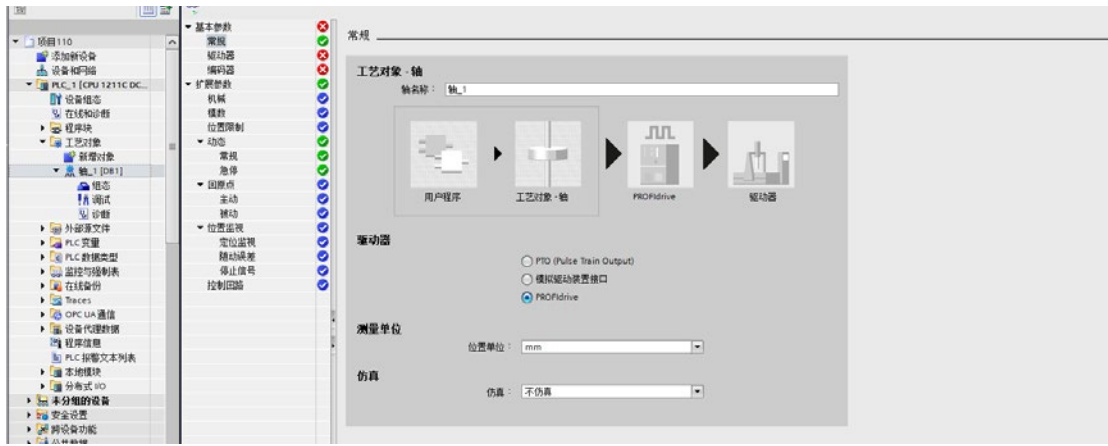 项目110
添加新设备
设备和网络
PLC_1 [CPU 1211C DC...
设备组态
在线和诊断
程序块
工艺对象
新增对象
轴_1 [DB1]
组态
调试
诊断
外部源文件
PLC 变量
PLC 数据类型
监控与强制表
在线备份
Traces
OPC UA 通信
设备代理数据
程序信息
PLC 报警文本列表
本地模块
分布式 I/O
未分组的设备
安全设置
跨设备功能
公共数据
基本参数
常规
驱动器
编码器
扩展参数
机械
模数
位置限制
动态
常规
急停
回原点
主动
被动
位置监视
定位监视
随动误差
停止信号
控制回路
常规
工艺对象 - 轴
轴名称： 轴_1
用户程序
工艺对象 - 轴
PROFIdrive
驱动器
驱动器
PTO (Pulse Train Output)
模拟驱动装置接口
PROFIdrive
测量单位
位置单位： mm
仿真
仿真： 不仿真